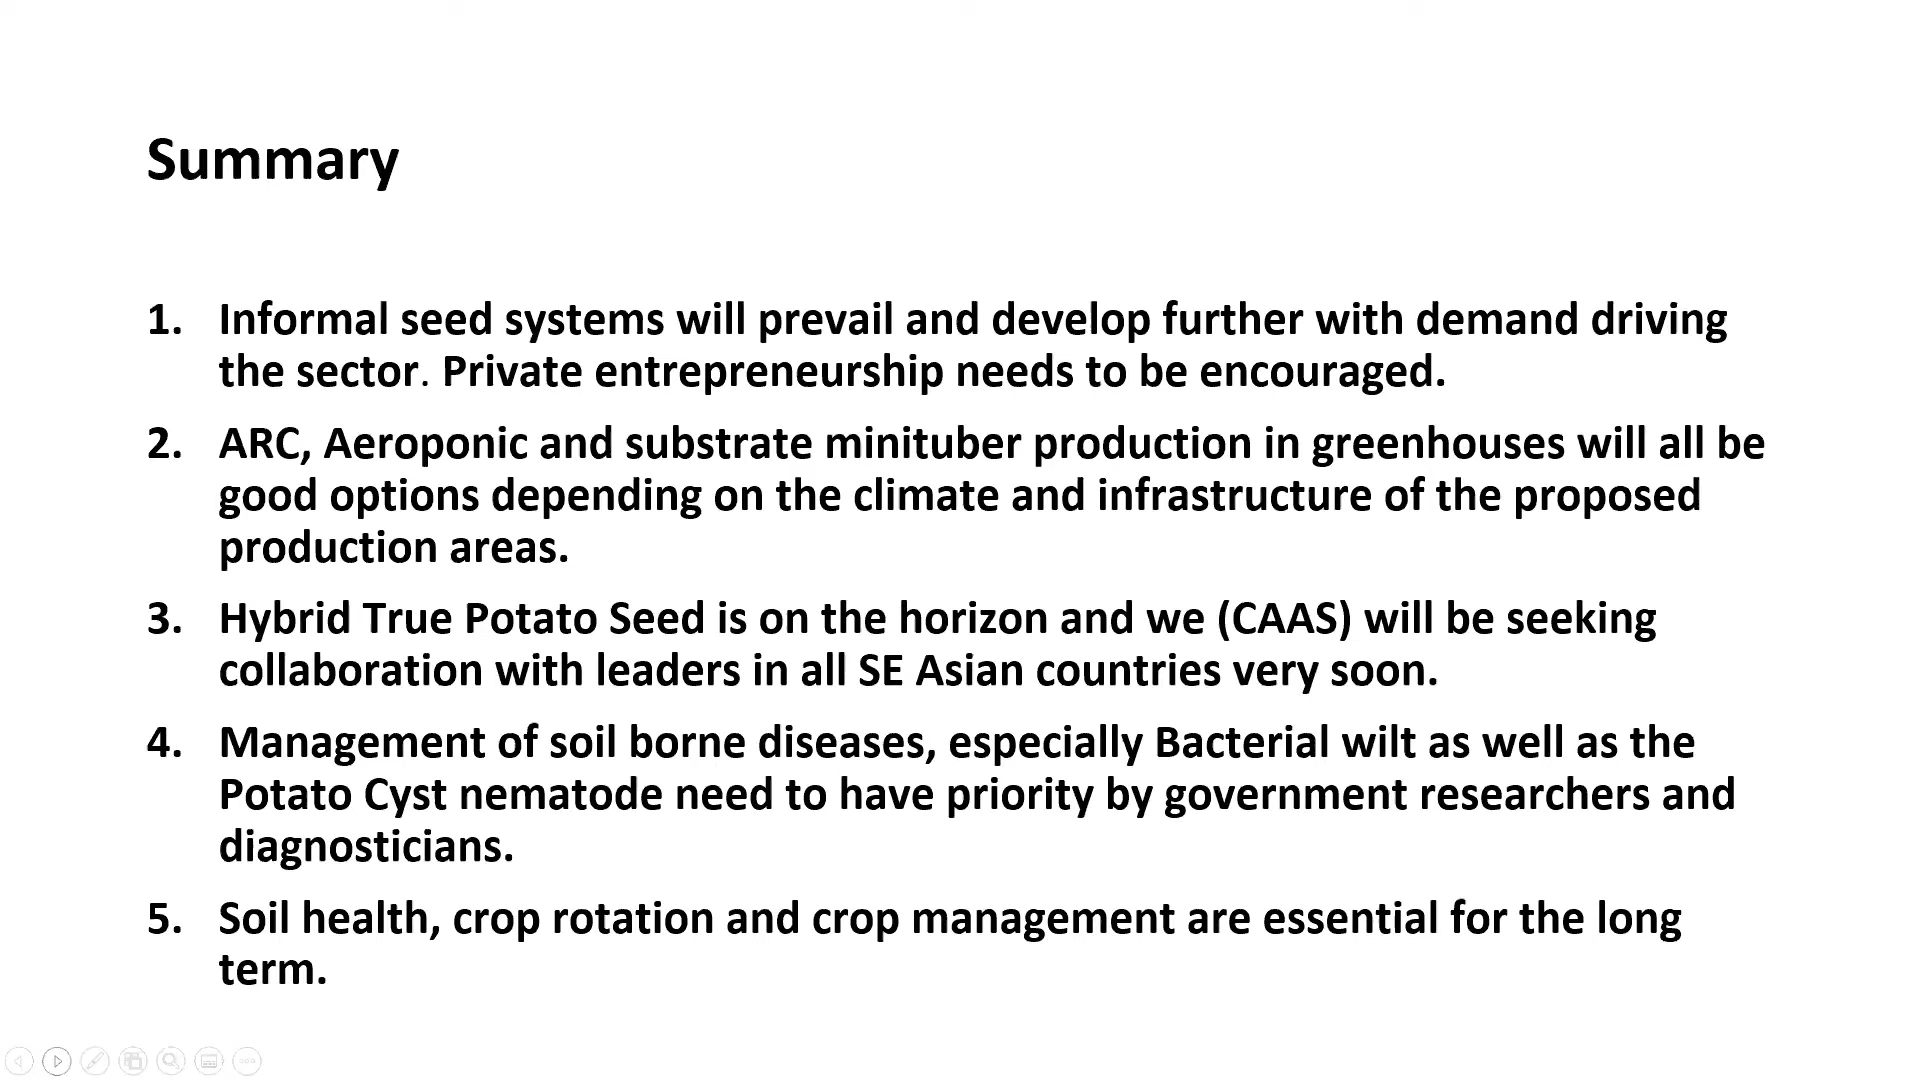 Summary
1. Informal seed systems will prevail and develop further with demand driving
the sector. Private entrepreneurship needs to be encouraged.
2. ARC, Aeroponic and substrate minituber production in greenhouses will all be
good options depending on the climate and infrastructure of the proposed
production areas.
3. Hybrid True Potato Seed is on the horizon and we (CAAS) will be seeking
collaboration with leaders in all SE Asian countries very soon.
4. Management of soil borne diseases, especially Bacterial wilt as well as the
Potato Cyst nematode need to have priority by government researchers and
diagnosticians.
5. Soil health, crop rotation and crop management are essential for the long
term.